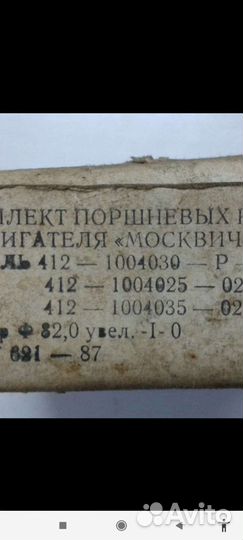 ПЛЕКТ ПОРШНЕВЫХ
ИГАТЕЛЯ «МОСКВИЧ
ЛЬ 412 — 1004030 — Р
412 — 1004025 — 02
412 — 1004035 — 02
р Ф 82,0 увел. -I- 0
621 — 87
Avito